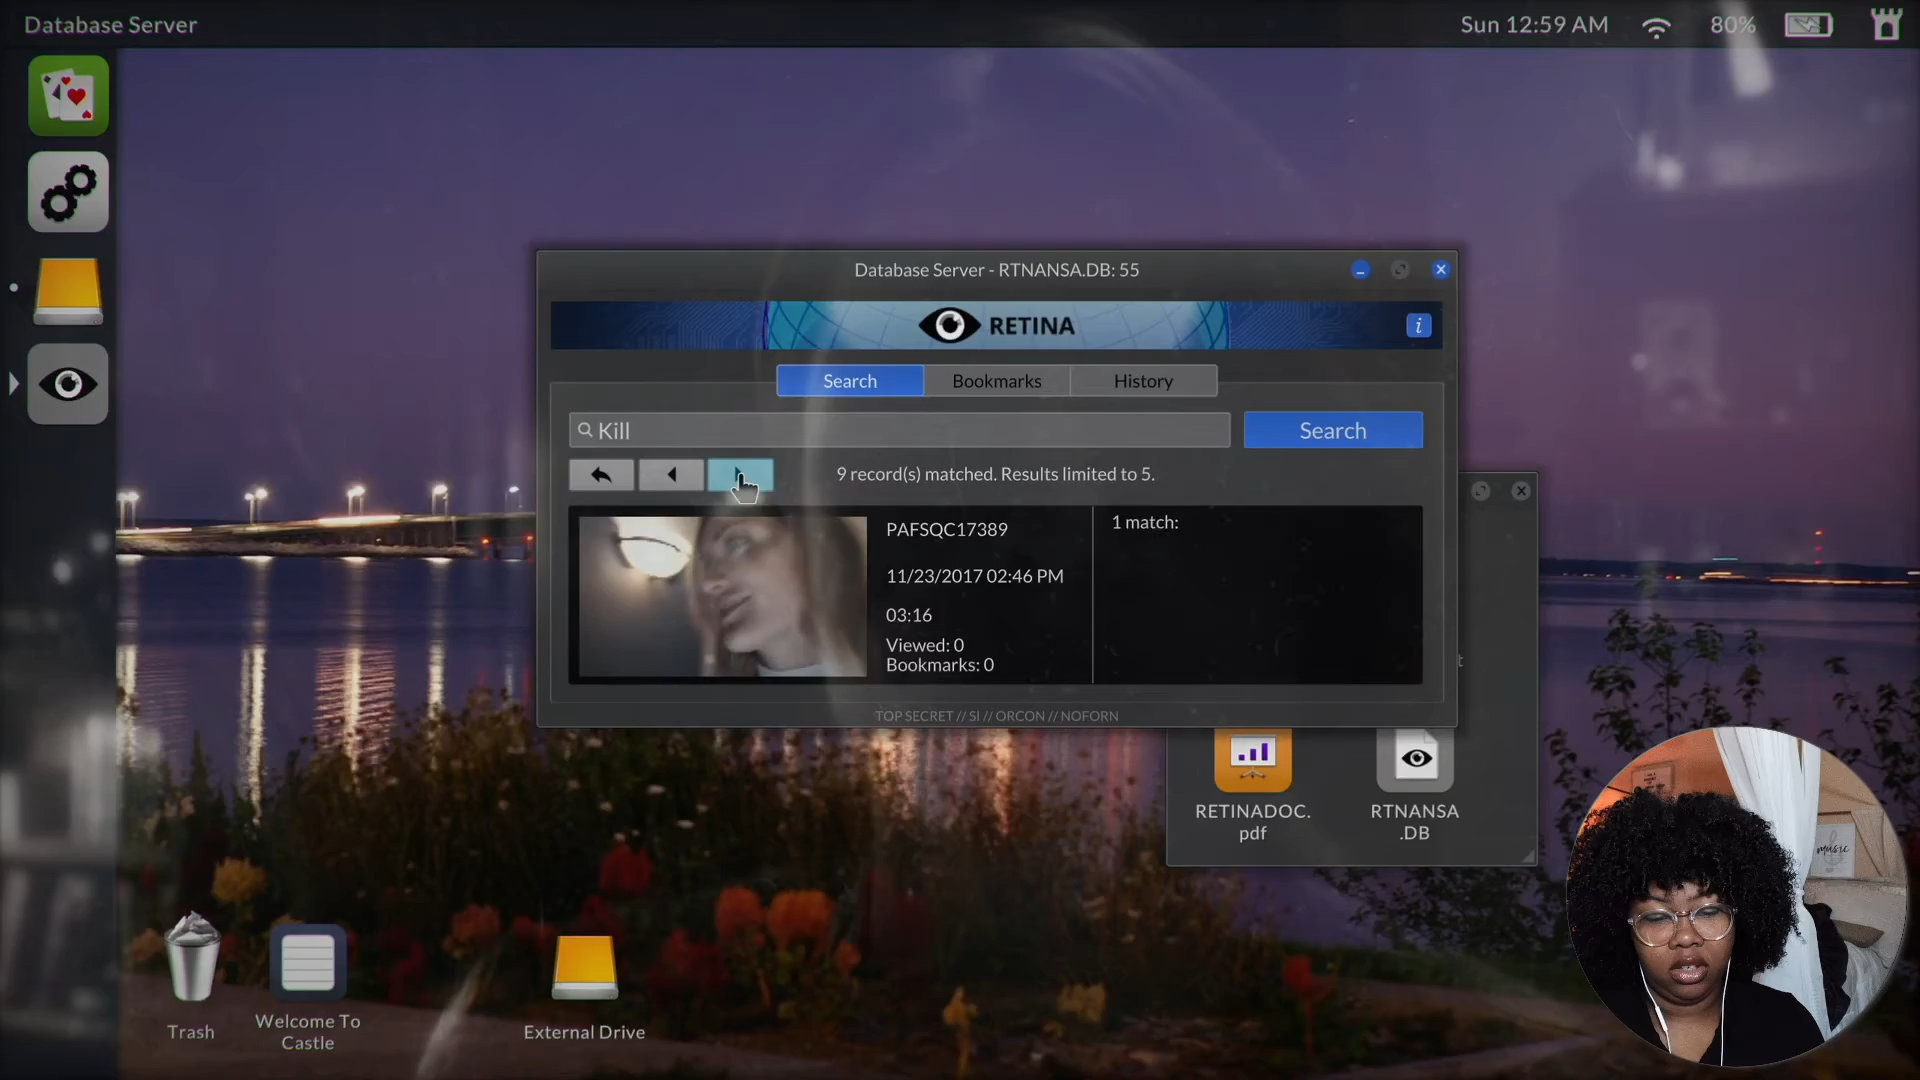 Database Server
Sun 12:59 AM
80%
Database Server - RTNANSA.DB: 55
RETINA
i
Search
Bookmarks
History
Kill
Search
9 record(s) matched. Results limited to 5.
PAFSQC17389
11/23/2017 02:46 PM
03:16
Viewed: 0
Bookmarks: 0
1 match:
TOP SECRET // SI // ORCON // NOFORN
RETINADOC.
pdf
RTNANSA
.DB
music
Trash
Welcome To
Castle
External Drive